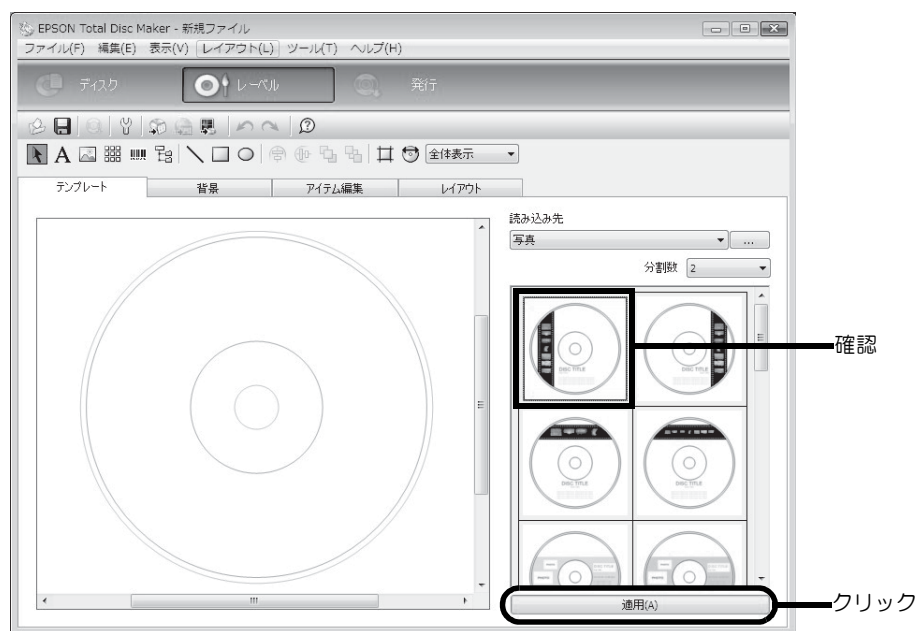 EPSON Total Disc Maker - 新規ファイル
ファイル(F) 編集(E) 表示(V) レイアウト(L) ツール(T) ヘルプ(H)
ディスク レーベル 発行
A 全体表示
テンプレート 背景 アイテム編集 レイアウト
読み込み先
写真 ...
分割数 2
DISC TITLE DISC TITLE
確認
DISC TITLE DISC TITLE
適用(A)
クリック